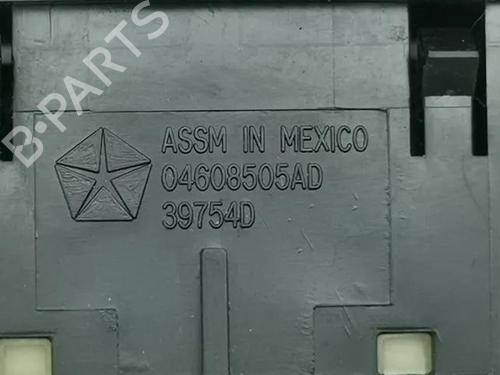 B·PARTS
ASSM IN MEXICO
04608505AD
39754D